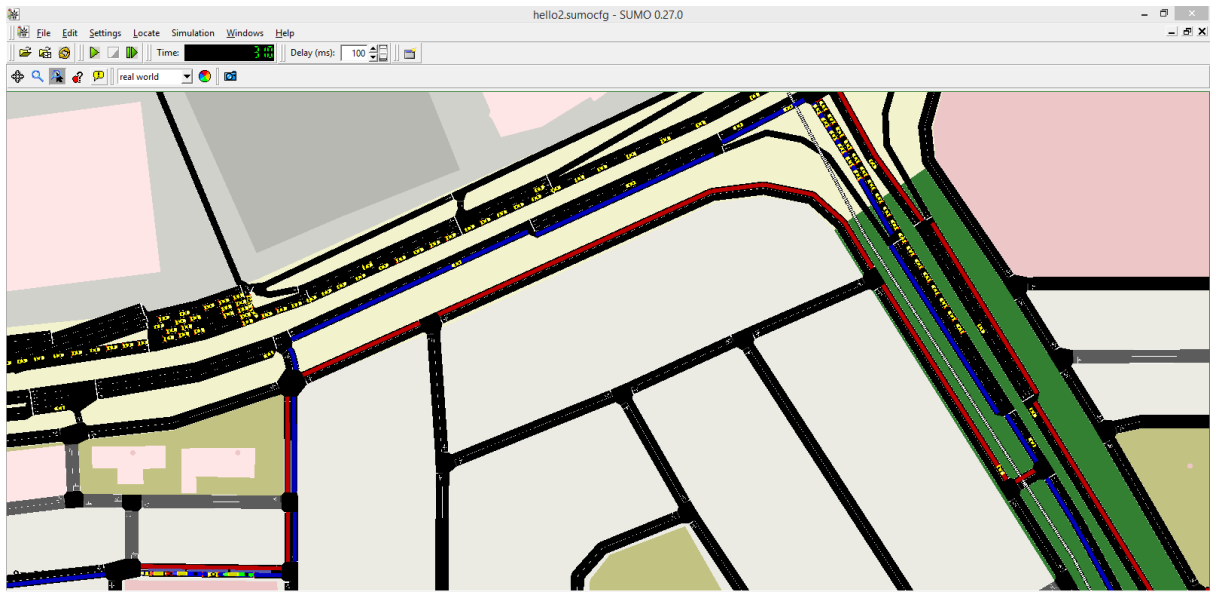 hello2.sumocfg - SUMO 0.27.0
File Edit Settings Locate Simulation Windows Help
Time: 310 Delay (ms): 100
real world